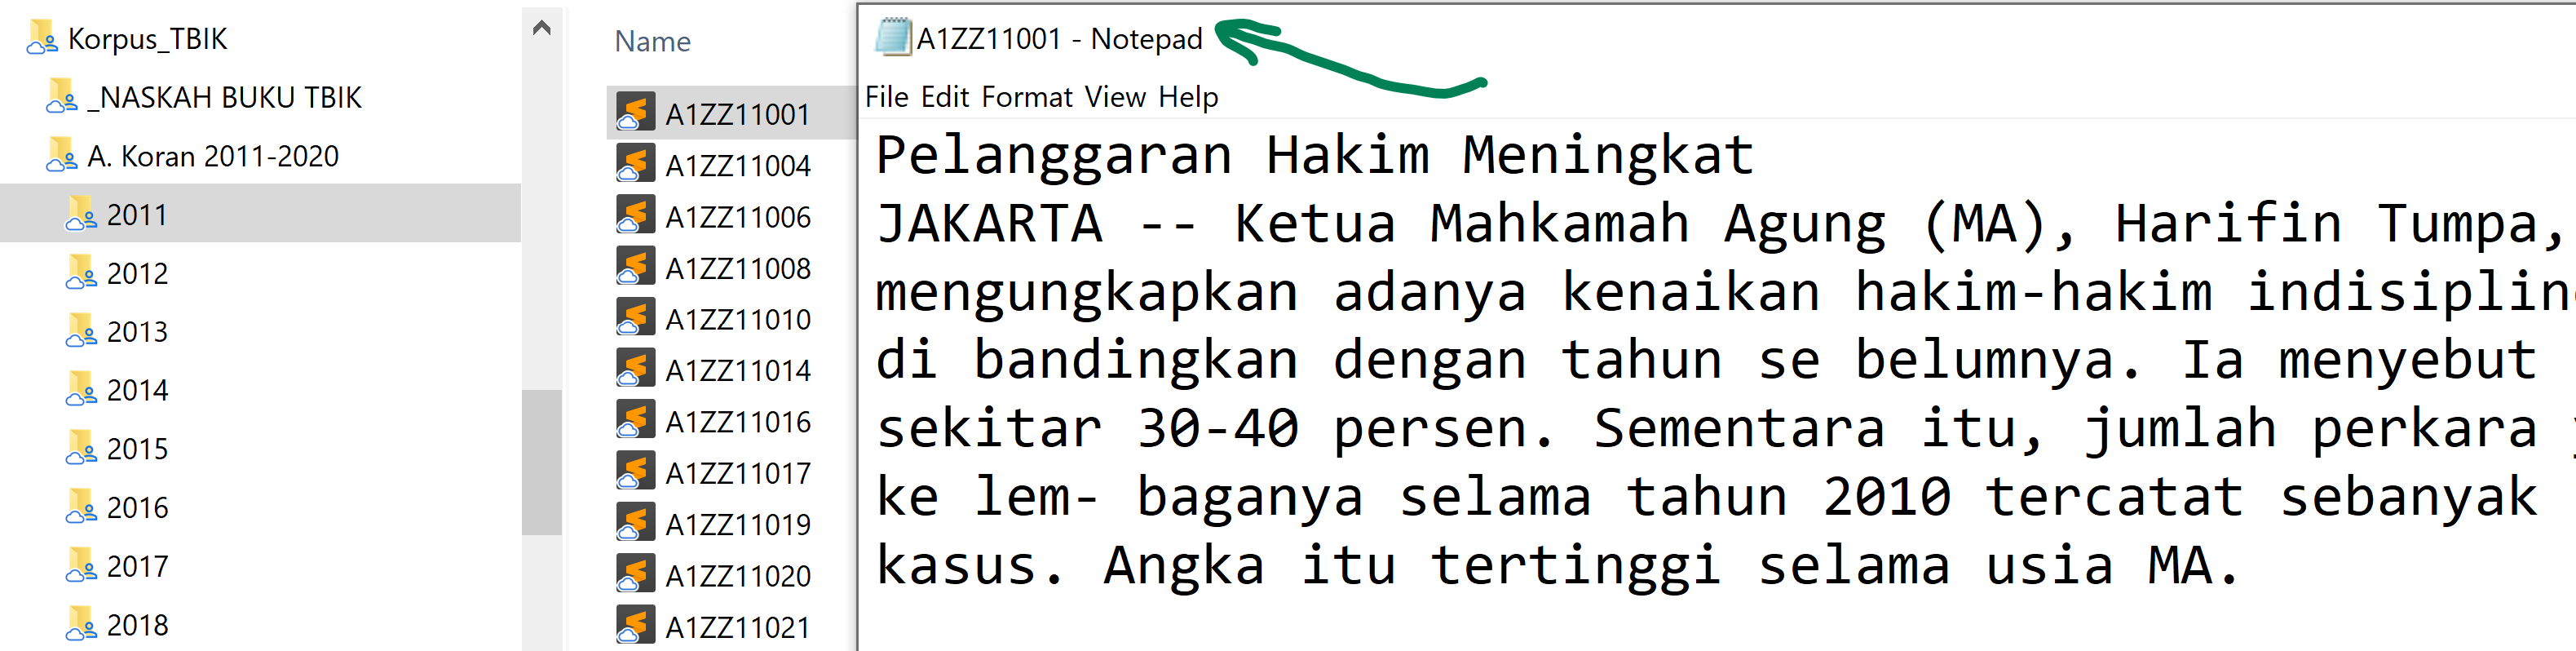 Korpus_TBIK
_NASKAH BUKU TBIK
A. Koran 2011-2020
2011
2012
2013
2014
2015
2016
2017
2018
Name
A1ZZ11001
A1ZZ11004
A1ZZ11006
A1ZZ11008
A1ZZ11010
A1ZZ11014
A1ZZ11016
A1ZZ11017
A1ZZ11019
A1ZZ11020
A1ZZ11021
A1ZZ11001 - Notepad
File Edit Format View Help
Pelanggaran Hakim Meningkat
JAKARTA -- Ketua Mahkamah Agung (MA), Harifin Tumpa,
mengungkapkan adanya kenaikan hakim-hakim
di bandingkan dengan tahun se belumnya. Ia menyebut
sekitar 30-40 persen. Sementara itu, jumlah perkara
ke lem- baganya selama tahun 2010 tercatat sebanyak
kasus. Angka itu tertinggi selama usia MA.